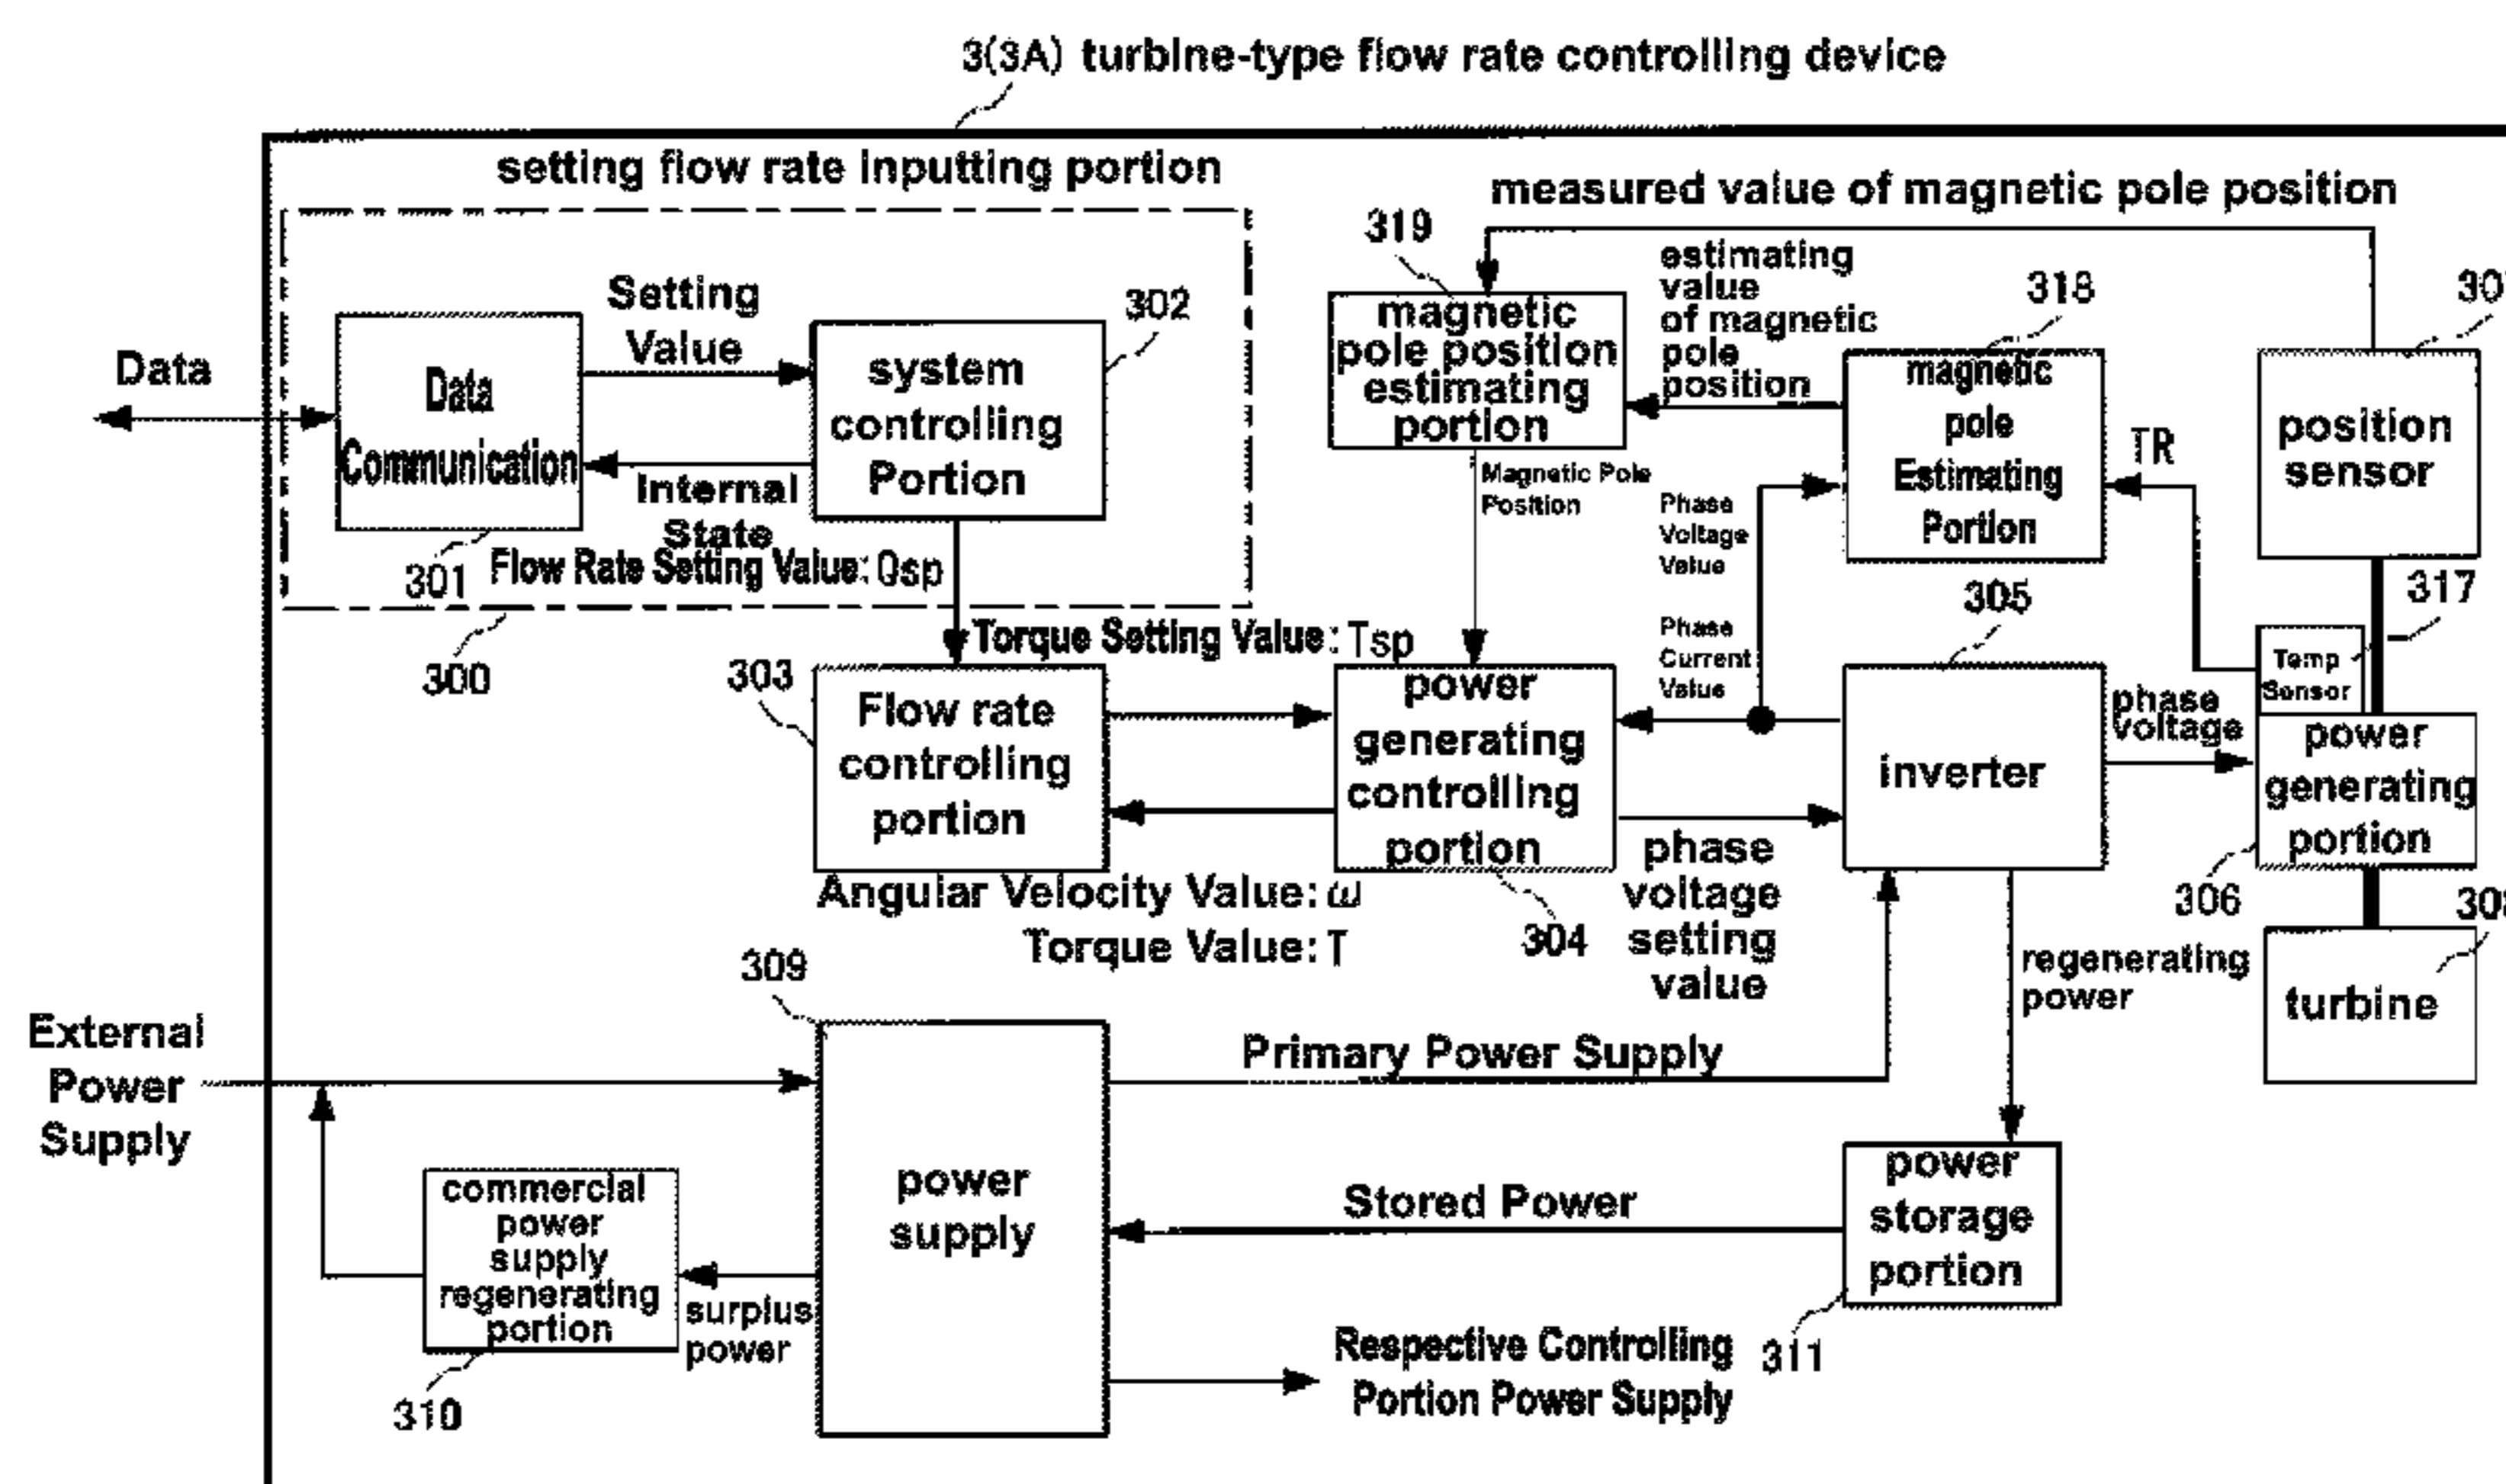 3(3A) turbine-type flow rate controlling device
setting flow rate inputting portion
measured value of magnetic pole position
319
estimating
value
of magnetic
pole
position
318
30
Setting
Value
302
Data
Data
Communication
system
controlling
Portion
magnetic
pole position
estimating
portion
magnetic
pole
Estimating
Portion
TR
position
sensor
Internal
State
301
Flow Rate Setting Value: Qsp
Magnetic Pole
Position
Phase
Voltage
Value
305
317
300
Torque Setting Value: Tsp
Phase
Current
Value
Temp
Sensor
303
Flow rate
controlling
portion
power
generating
controlling
portion
inverter
phase
voltage
power
generating
portion
306
Angular Velocity Value: ω
Torque Value: T
304
phase
voltage
setting
value
regenerating
power
turbine
309
External
Power
Supply
Primary Power Supply
power
supply
Stored Power
power
storage
portion
311
commercial
power
supply
regenerating
portion
310
surplus
power
Respective Controlling
Portion Power Supply